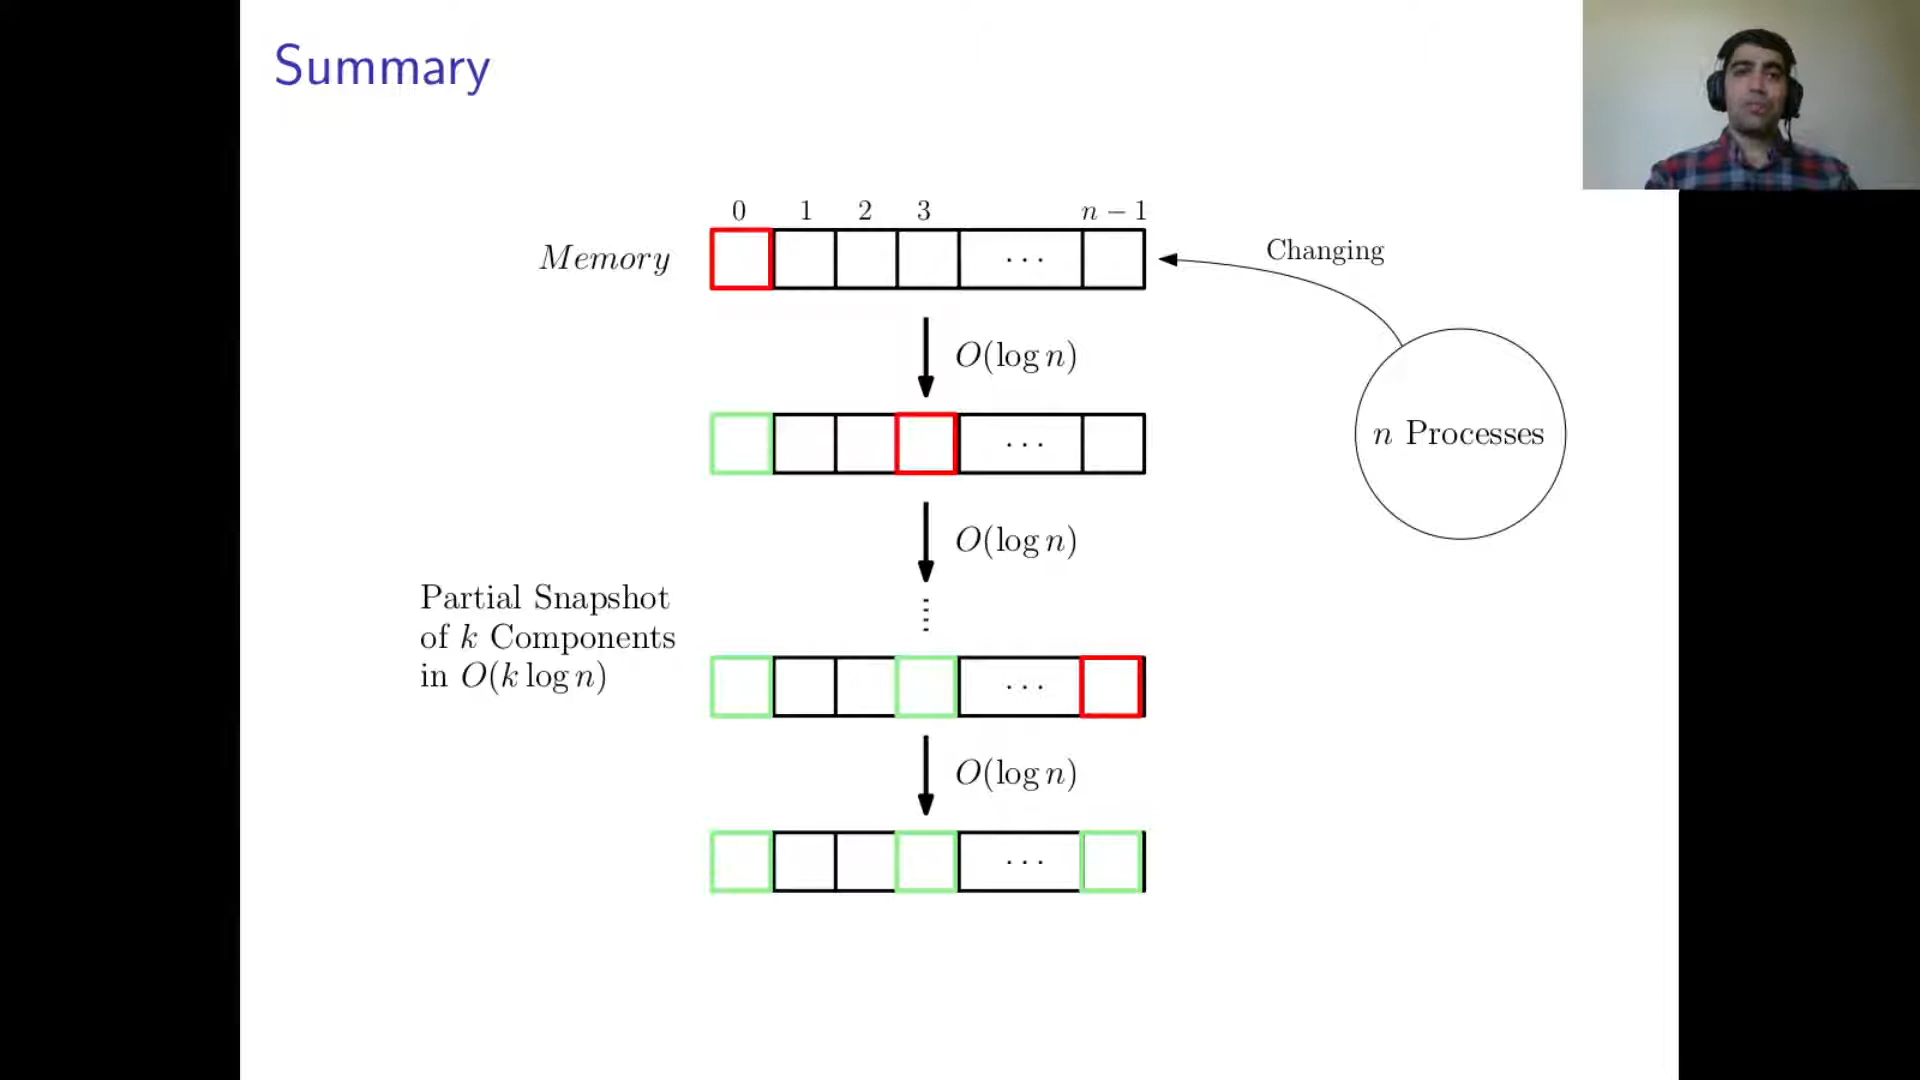 Summary
0 1 2 3 n − 1
Memory
· · ·
Changing
O(log n)
· · ·
n Processes
O(log n)
Partial Snapshot
of k Components
in O(k log n)
· · ·
O(log n)
· · ·